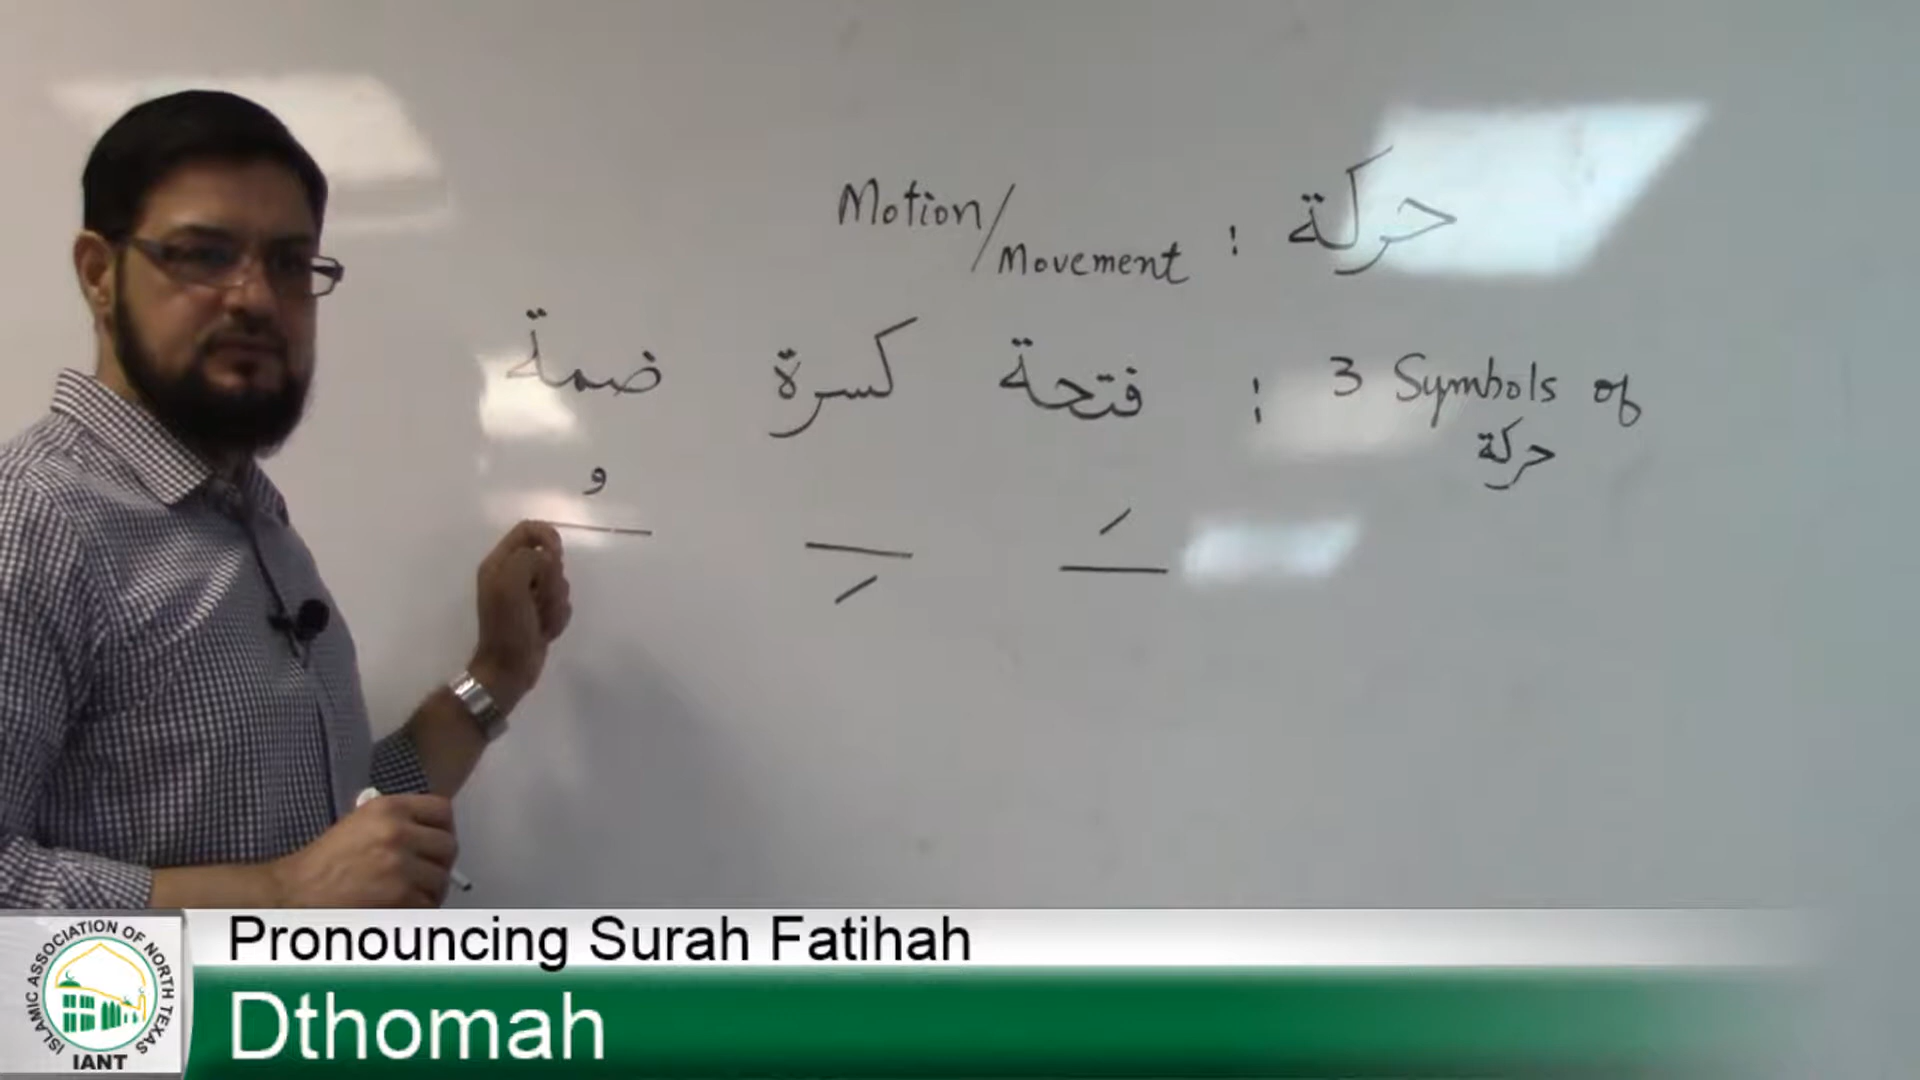 حركة : Motion/Movement
3 Symbols of حركة : فتحة كسرة ضمة
َ ِ ُ
Pronouncing Surah Fatihah
Dthomah
ISLAMIC ASSOCIATION OF NORTH TEXAS
IANT